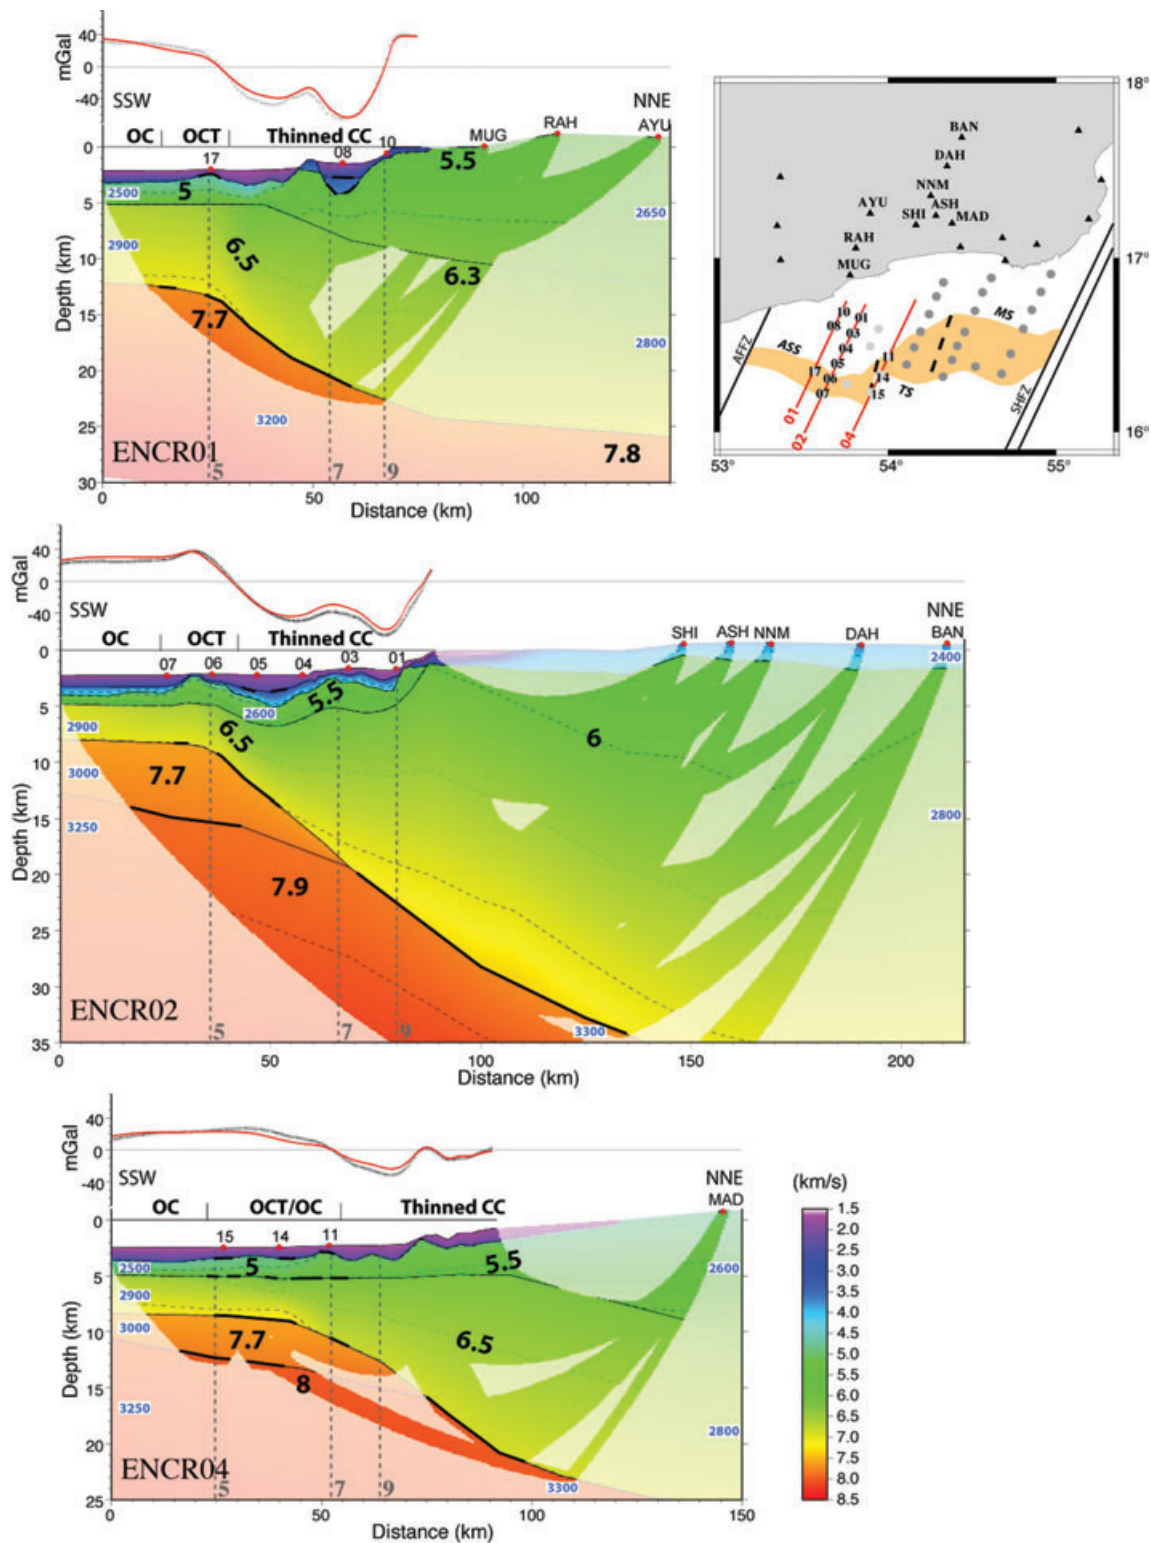 40
0
-40
mGal
SSW
NNE
OC
OCT
Thinned CC
MUG
RAH
AYU
17
08
10
0
5
10
15
20
25
30
Depth (km)
2500
5
5.5
2650
2900
6.5
6.3
7.7
2800
3200
7.8
ENCR01
5
7
9
0
50
100
Distance (km)
18°
17°
16°
53°
54°
55°
BAN
DAH
NNM
ASH
AYU
SHI
MAD
RAH
MUG
10
01
08
03
04
05
11
17
06
14
07
15
MS
ASS
TS
AFFZ
SHFZ
01
02
04
40
0
-40
mGal
SSW
NNE
OC
OCT
Thinned CC
SHI
ASH
NNM
DAH
BAN
07
06
05
04
03
01
0
5
10
15
20
25
30
35
Depth (km)
2400
2600
5.5
2900
6.5
6
3000
7.7
2800
3250
7.9
3300
ENCR02
5
7
9
0
50
100
150
200
Distance (km)
40
0
-40
mGal
SSW
NNE
OC
OCT/OC
Thinned CC
MAD
15
14
11
0
5
10
15
20
25
Depth (km)
2500
5
5.5
2600
2900
3000
7.7
6.5
8
3250
2800
3300
ENCR04
5
7
9
0
50
100
150
Distance (km)
(km/s)
1.5
2.0
2.5
3.0
3.5
4.0
4.5
5.0
5.5
6.0
6.5
7.0
7.5
8.0
8.5